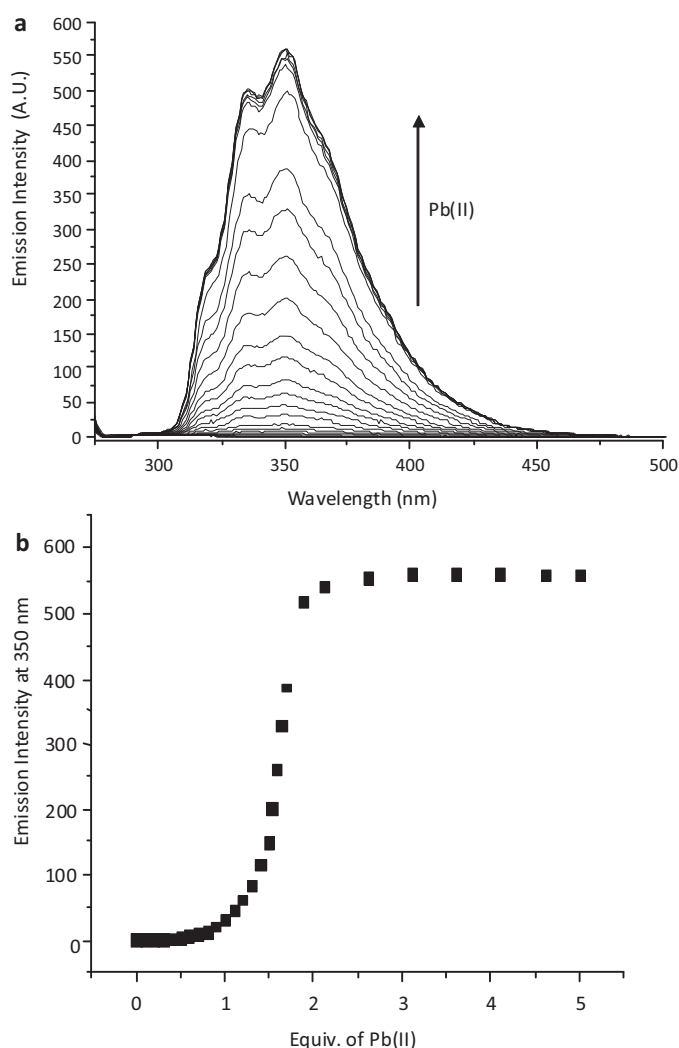 a
600
550
500
450
400
350
300
250
200
150
100
50
0
Emission Intensity (A.U.)
Pb(II)
300 350 400 450 500
Wavelength (nm)
b
600
500
400
300
200
100
0
Emission Intensity at 350 nm
0 1 2 3 4 5
Equiv. of Pb(II)